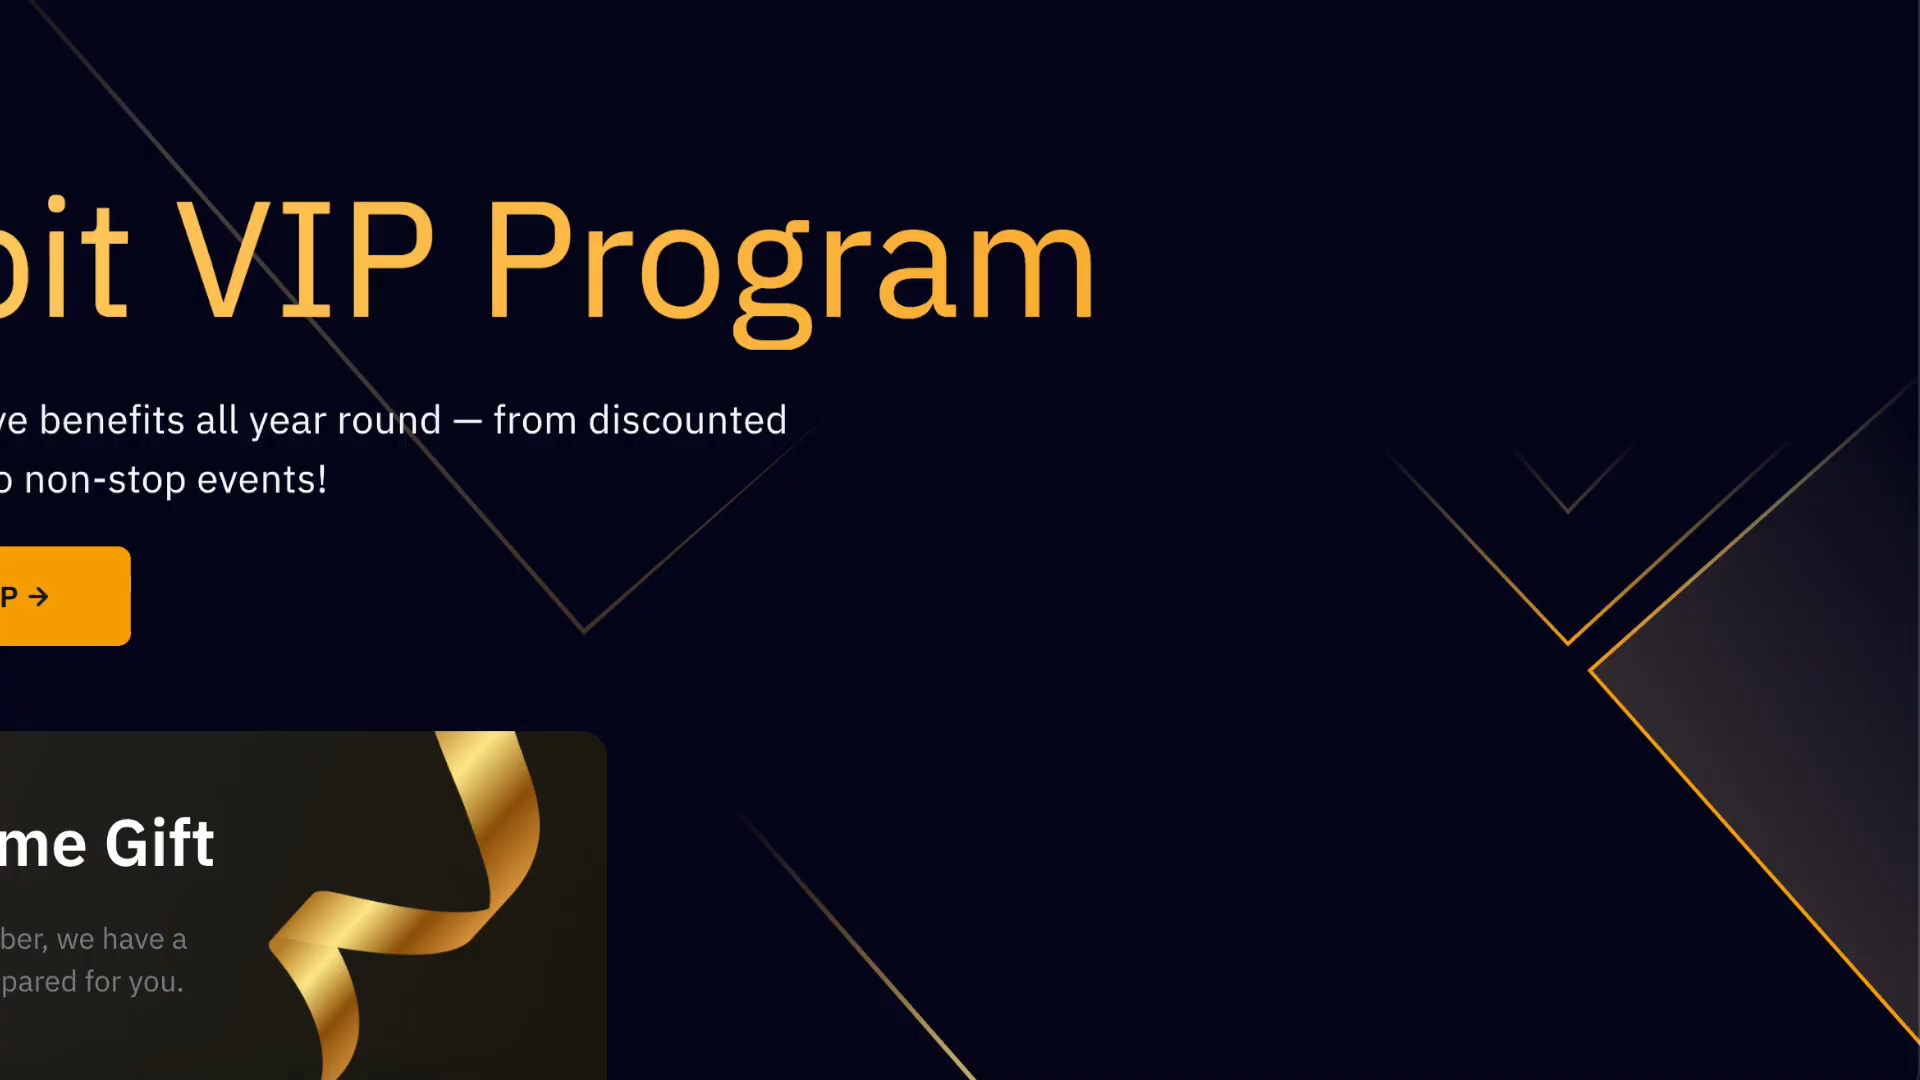 bit VIP Program
ve benefits all year round — from discounted
o non-stop events!
P →
me Gift
ber, we have a
pared for you.